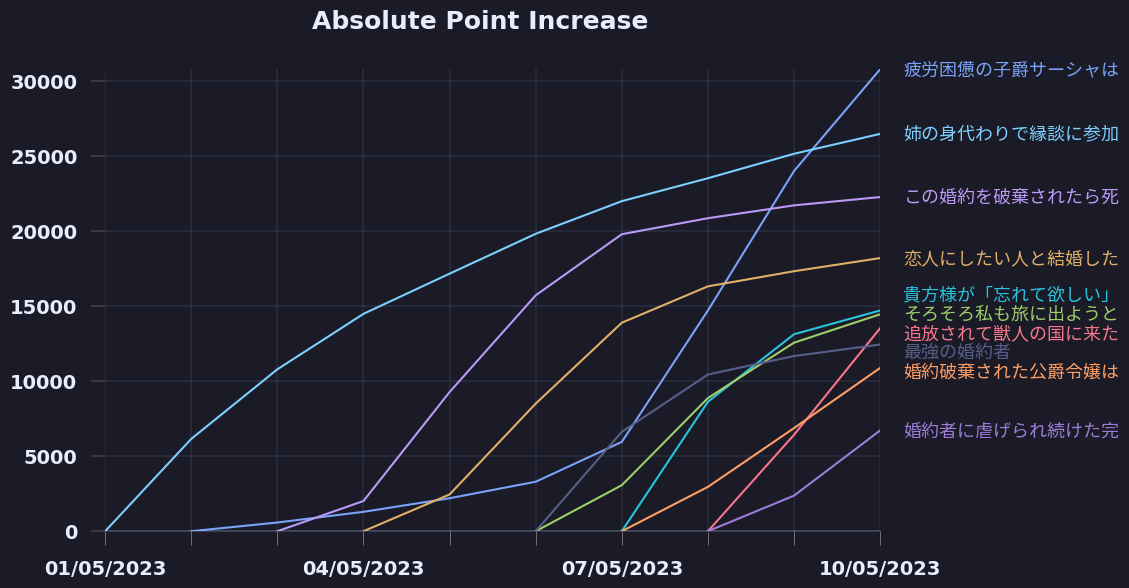 Absolute Point Increase
30000
25000
20000
15000
10000
5000
0
01/05/2023
04/05/2023
07/05/2023
10/05/2023
疲労困憊の子爵サーシャは
姉の身代わりで縁談に参加
この婚約を破棄されたら死
恋人にしたい人と結婚した
貴方様が「忘れて欲しい」
そろそろ私も旅に出ようと
追放されて獣人の国に来た
最強の婚約者
婚約破棄された公爵令嬢は
婚約者に虐げられ続けた完